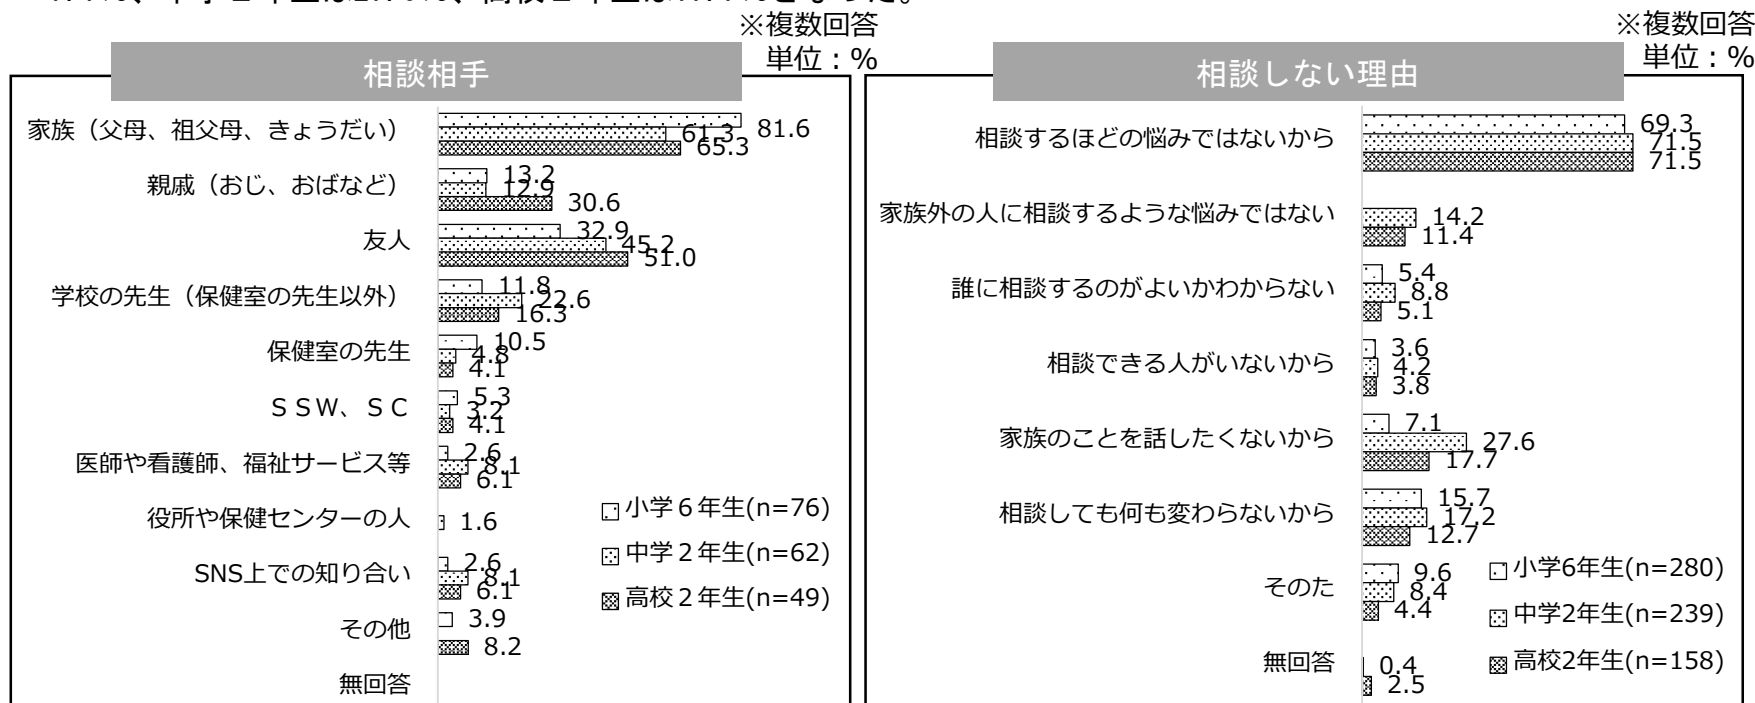 ※複数回答
単位：%
相談相手
家族（父母、祖父母、きょうだい） 81.6 61.3 65.3
親戚（おじ、おばなど） 13.2 12.9 30.6
友人 32.9 45.2 51.0
学校の先生（保健室の先生以外） 11.8 22.6 16.3
保健室の先生 10.5 4.8 4.1
ＳＳＷ、ＳＣ 5.3 3.2 4.1
医師や看護師、福祉サービス等 2.6 8.1 6.1
役所や保健センターの人 1.6
SNS上での知り合い 2.6 8.1 6.1
その他 3.9 8.2
無回答
小学６年生(n=76)
中学２年生(n=62)
高校２年生(n=49)
※複数回答
単位：%
相談しない理由
相談するほどの悩みではないから 69.3 71.5 71.5
家族外の人に相談するような悩みではない 14.2 11.4
誰に相談するのがよいかわからない 5.4 8.8 5.1
相談できる人がいないから 3.6 4.2 3.8
家族のことを話したくないから 7.1 27.6 17.7
相談しても何も変わらないから 15.7 17.2 12.7
そのた 9.6 8.4 4.4
無回答 0.4 2.5
小学6年生(n=280)
中学2年生(n=239)
高校2年生(n=158)